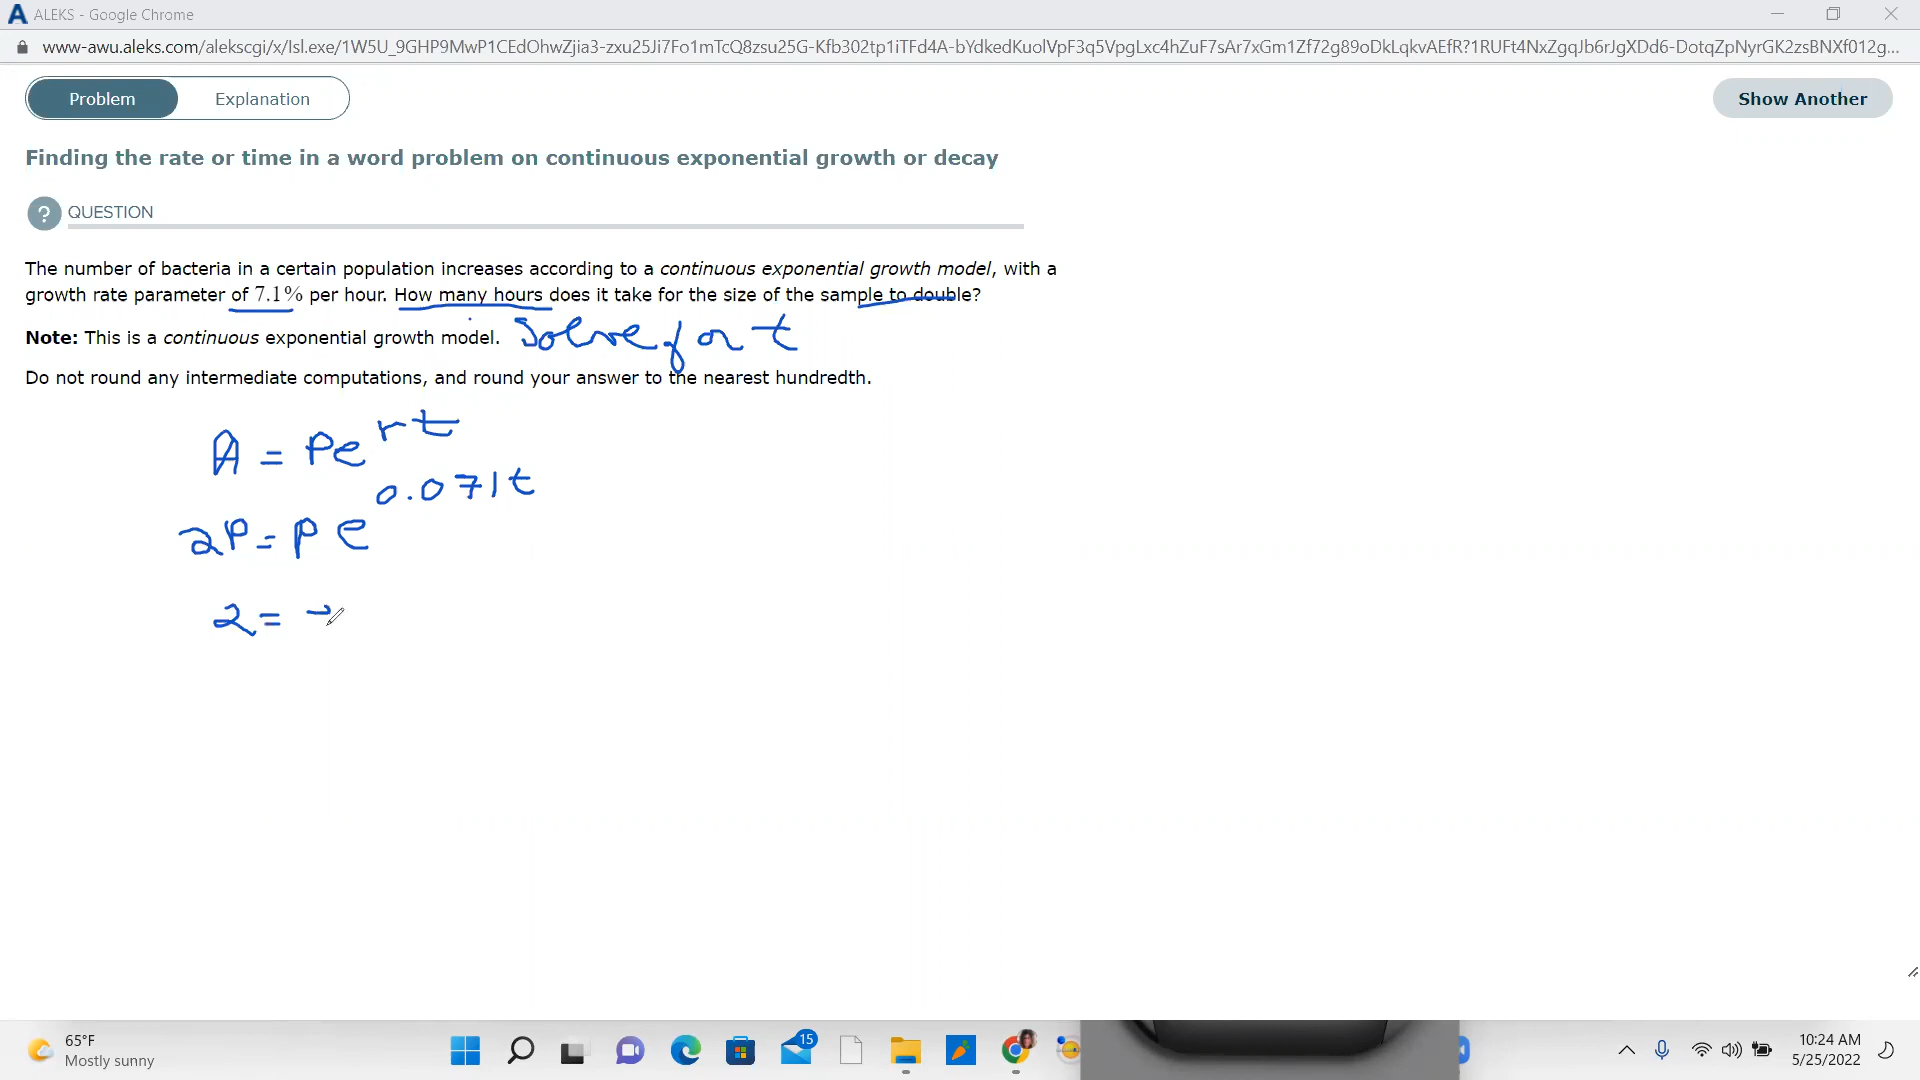 ALEKS - Google Chrome
www-awu.aleks.com/alekscgi/x/Isl.exe/1W5U_9GHP9MwP1CEdOhwZjia3-zxu25Ji7Fo1mTcQ8zsu25G-Kfb302tp1iTFd4A-bYdkedKuolVpF3q5VpgLxc4hZuF7sAr7xGm1Zf72g89oDkLqkvAEfR?1RUFt4NxZgqJb6rJgXDd6-DotqZpNyrGK2zsBNXf012g...
Problem Explanation Show Another
Finding the rate or time in a word problem on continuous exponential growth or decay
? QUESTION
The number of bacteria in a certain population increases according to a continuous exponential growth model, with a
growth rate parameter of 7.1% per hour. How many hours does it take for the size of the sample to double?
Note: This is a continuous exponential growth model. Solve for t
Do not round any intermediate computations, and round your answer to the nearest hundredth.
A = Pe^rt
2P = P e^0.071t
2 =
65°F
Mostly sunny
15
10:24 AM
5/25/2022